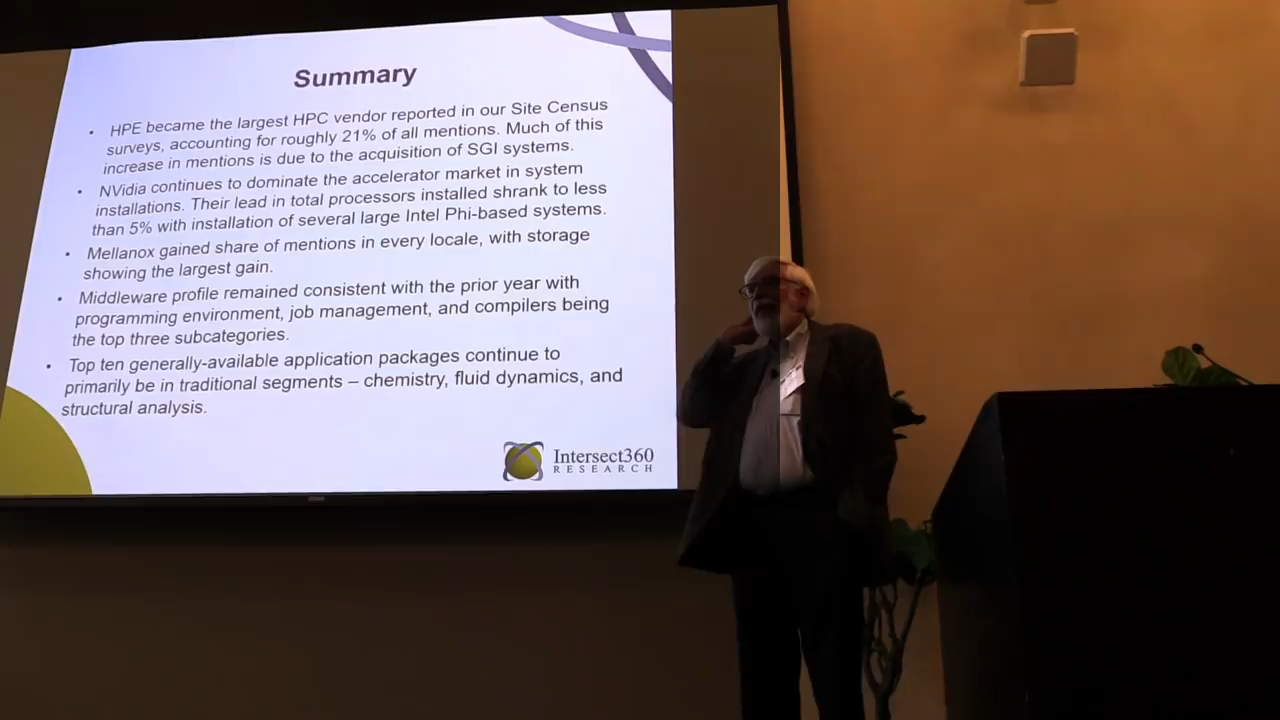 Summary
• HPE became the largest HPC vendor reported in our Site Census
surveys, accounting for roughly 21% of all mentions. Much of this
increase in mentions is due to the acquisition of SGI systems.
• NVidia continues to dominate the accelerator market in system
installations. Their lead in total processors installed shrank to less
than 5% with installation of several large Intel Phi-based systems.
• Mellanox gained share of mentions in every locale, with storage
showing the largest gain.
• Middleware profile remained consistent with the prior year with
programming environment, job management, and compilers being
the top three subcategories.
• Top ten generally-available application packages continue to
primarily be in traditional segments – chemistry, fluid dynamics, and
structural analysis.
Intersect360
RESEARCH